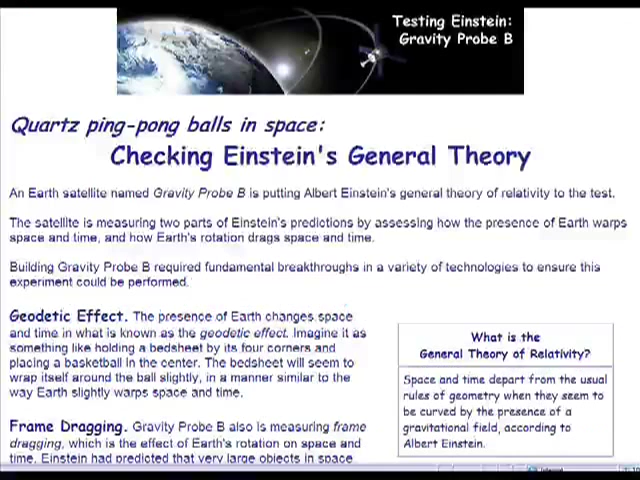 Testing Einstein:
Gravity Probe B
Quartz ping-pong balls in space:
Checking Einstein's General Theory
An Earth satellite named Gravity Probe B is putting Albert Einstein's general theory of relativity to the test.
The satellite is measuring two parts of Einstein's predictions by assessing how the presence of Earth warps
space and time, and how Earth's rotation drags space and time.
Building Gravity Probe B required fundamental breakthroughs in a variety of technologies to ensure this
experiment could be performed.
Geodetic Effect. The presence of Earth changes space
and time in what is known as the geodetic effect. Imagine it as
something like holding a bedsheet by its four corners and
placing a basketball in the center. The bedsheet will seem to
wrap itself around the ball slightly, in a manner similar to the
way Earth slightly warps space and time.
Frame Dragging. Gravity Probe B also is measuring frame
dragging, which is the effect of Earth's rotation on space and
time. Einstein had predicted that very large objects in space
What is the
General Theory of Relativity?
Space and time depart from the usual
rules of geometry when they seem to
be curved by the presence of a
gravitational field, according to
Albert Einstein.